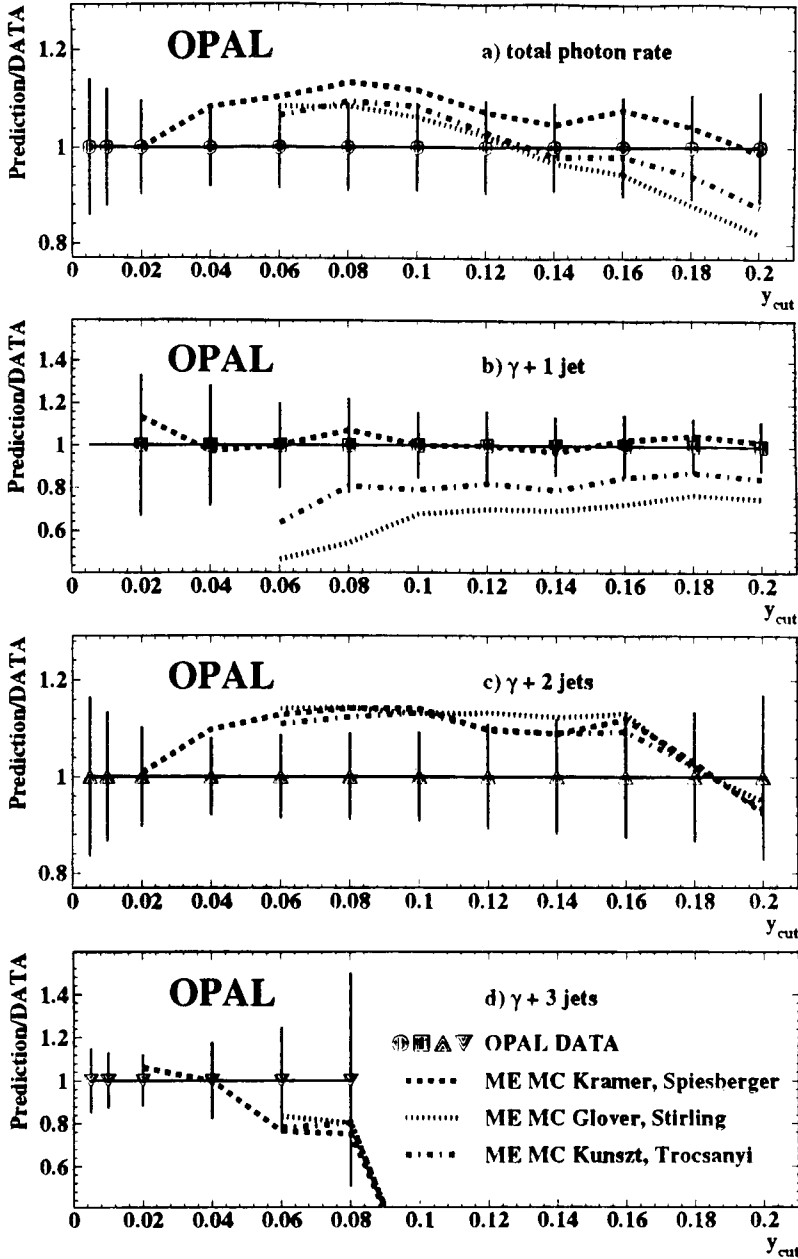 OPAL
a) total photon rate
Prediction/DATA
1.2
1
0.8
0 0.02 0.04 0.06 0.08 0.1 0.12 0.14 0.16 0.18 0.2
y_cut
OPAL
b) γ + 1 jet
Prediction/DATA
1.4
1.2
1
0.8
0.6
0 0.02 0.04 0.06 0.08 0.1 0.12 0.14 0.16 0.18 0.2
y_cut
OPAL
c) γ + 2 jets
Prediction/DATA
1.2
1
0.8
0 0.02 0.04 0.06 0.08 0.1 0.12 0.14 0.16 0.18 0.2
y_cut
OPAL
d) γ + 3 jets
Prediction/DATA
1.4
1.2
1
0.8
0.6
OPAL DATA
ME MC Kramer, Spiesberger
ME MC Glover, Stirling
ME MC Kunszt, Trocsanyi
0 0.02 0.04 0.06 0.08 0.1 0.12 0.14 0.16 0.18 0.2
y_cut